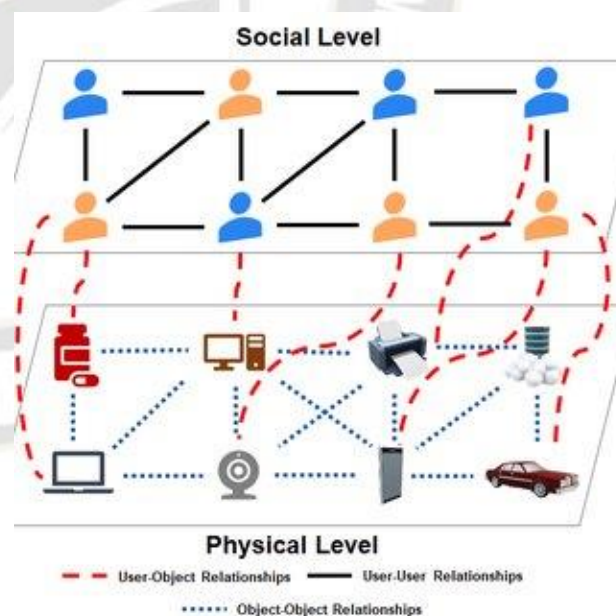 Social Level
Physical Level
User-Object Relationships
User-User Relationships
Object-Object Relationships